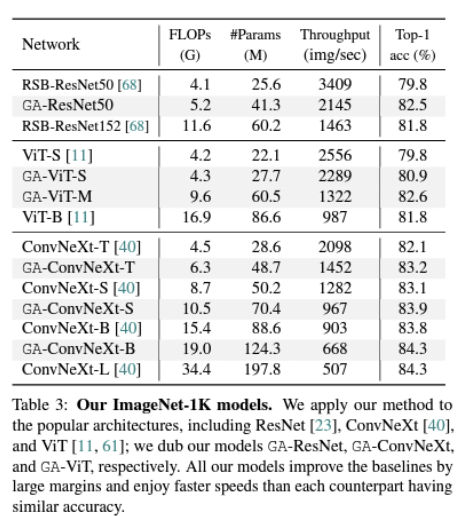 Network FLOPs (G) #Params (M) Throughput (img/sec) Top-1 acc (%)
RSB-ResNet50 [68] 4.1 25.6 3409 79.8
GA-ResNet50 5.2 41.3 2145 82.5
RSB-ResNet152 [68] 11.6 60.2 1463 81.8
ViT-S [11] 4.2 22.1 2556 79.8
GA-ViT-S 4.3 27.7 2289 80.9
GA-ViT-M 9.6 60.5 1322 82.6
ViT-B [11] 16.9 86.6 987 81.8
ConvNeXt-T [40] 4.5 28.6 2098 82.1
GA-ConvNeXt-T 6.3 48.7 1452 83.2
ConvNeXt-S [40] 8.7 50.2 1282 83.1
GA-ConvNeXt-S 10.5 70.4 967 83.9
ConvNeXt-B [40] 15.4 88.6 903 83.8
GA-ConvNeXt-B 19.0 124.3 668 84.3
ConvNeXt-L [40] 34.4 197.8 507 84.3
Table 3: Our ImageNet-1K models. We apply our method to
the popular architectures, including ResNet [23], ConvNeXt [40],
and ViT [11, 61]; we dub our models GA-ResNet, GA-ConvNeXt,
and GA-ViT, respectively. All our models improve the baselines by
large margins and enjoy faster speeds than each counterpart having
similar accuracy.